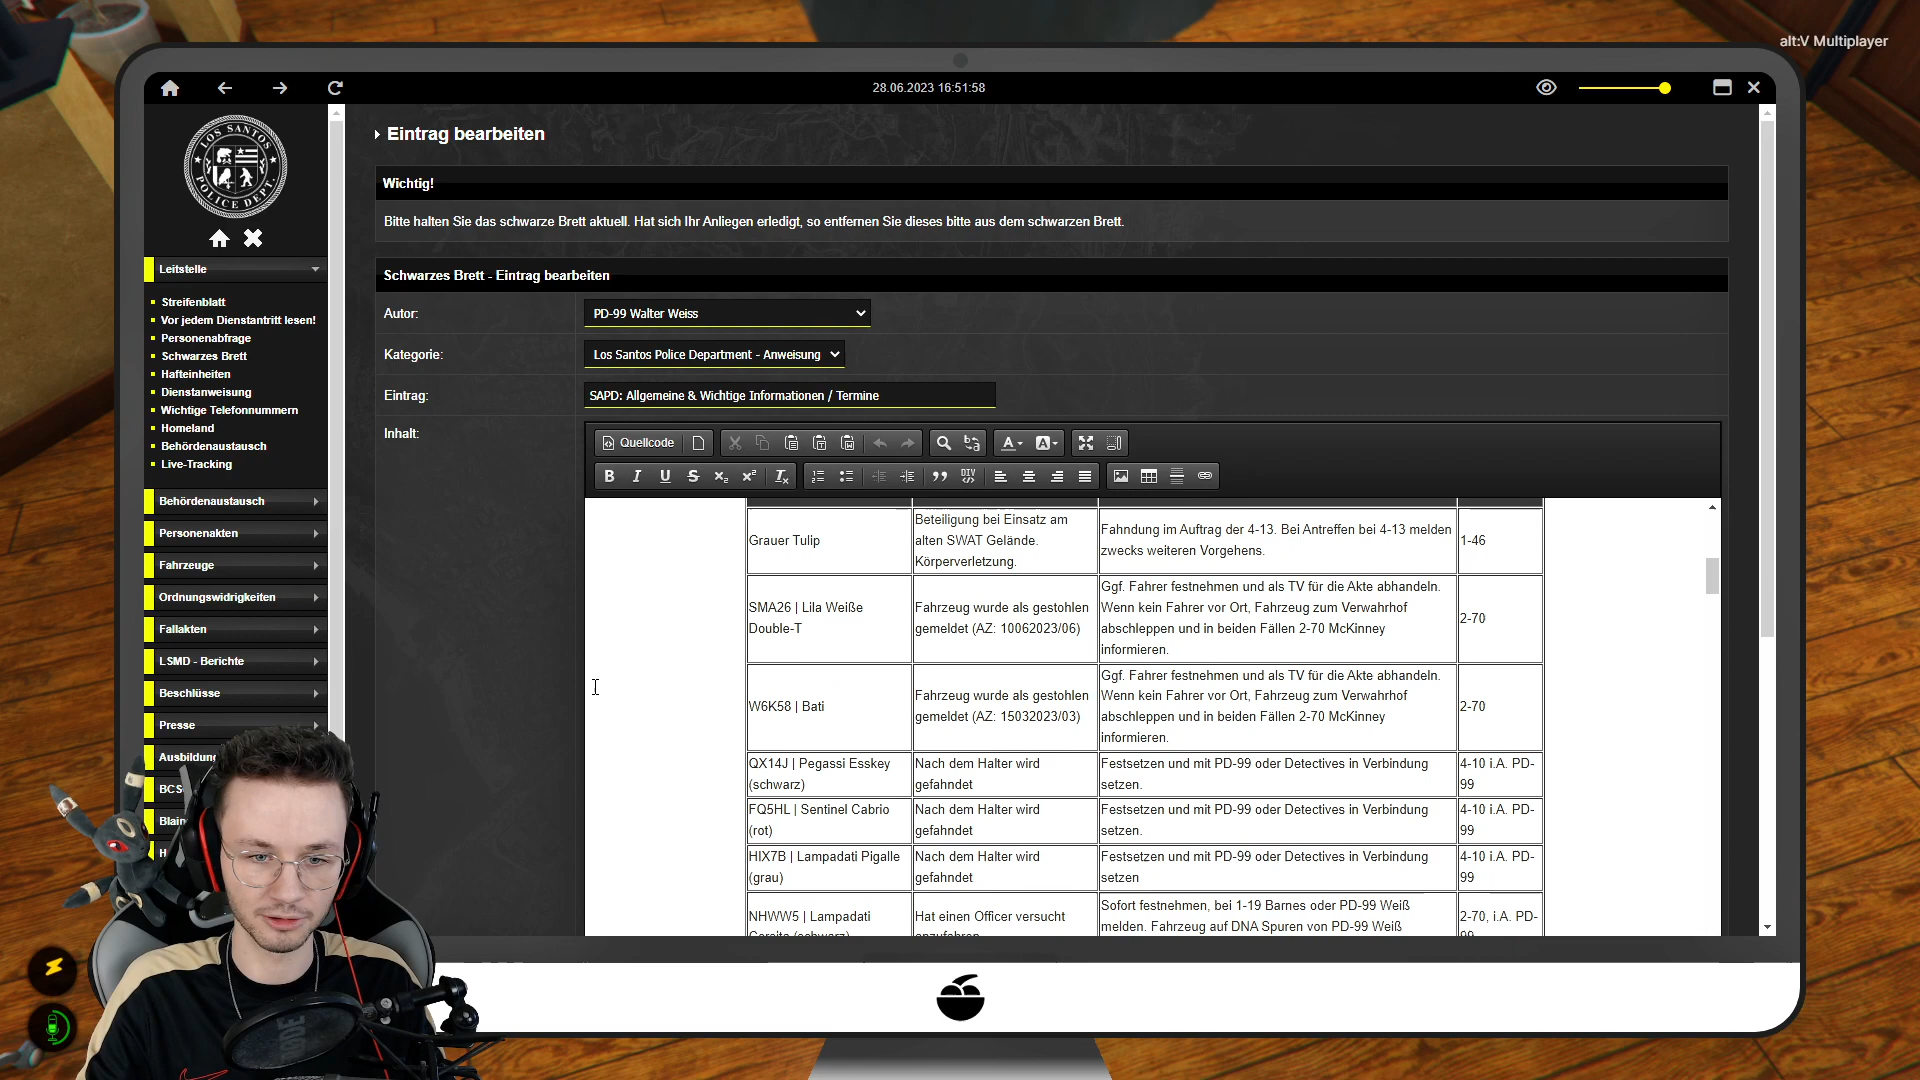 alt:V Multiplayer
28.06.2023 16:51:58
LOS SANTOS
POLICE DEPT.
Leitstelle
Streifenblatt
Vor jedem Dienstantritt lesen!
Personenabfrage
Schwarzes Brett
Hafteinheiten
Dienstanweisung
Wichtige Telefonnummern
Homeland
Behördenaustausch
Live-Tracking
Behördenaustausch
Personenakten
Fahrzeuge
Ordnungswidrigkeiten
Fallakten
LSMD - Berichte
Beschlüsse
Presse
Ausbildung
BCS
Blain
H
Eintrag bearbeiten
Wichtig!
Bitte halten Sie das schwarze Brett aktuell. Hat sich Ihr Anliegen erledigt, so entfernen Sie dieses bitte aus dem schwarzen Brett.
Schwarzes Brett - Eintrag bearbeiten
Autor:
PD-99 Walter Weiss
Kategorie:
Los Santos Police Department - Anweisung
Eintrag:
SAPD: Allgemeine & Wichtige Informationen / Termine
Inhalt:
Quellcode
Grauer Tulip
Beteiligung bei Einsatz am
alten SWAT Gelände.
Körperverletzung.
Fahndung im Auftrag der 4-13. Bei Antreffen bei 4-13 melden
zwecks weiteren Vorgehens.
1-46
SMA26 | Lila Weiße
Double-T
Fahrzeug wurde als gestohlen
gemeldet (AZ: 10062023/06)
Ggf. Fahrer festnehmen und als TV für die Akte abhandeln.
Wenn kein Fahrer vor Ort, Fahrzeug zum Verwahrhof
abschleppen und in beiden Fällen 2-70 McKinney
informieren.
2-70
W6K58 | Bati
Fahrzeug wurde als gestohlen
gemeldet (AZ: 15032023/03)
Ggf. Fahrer festnehmen und als TV für die Akte abhandeln.
Wenn kein Fahrer vor Ort, Fahrzeug zum Verwahrhof
abschleppen und in beiden Fällen 2-70 McKinney
informieren.
2-70
QX14J | Pegassi Esskey
(schwarz)
Nach dem Halter wird
gefahndet
Festsetzen und mit PD-99 oder Detectives in Verbindung
setzen.
4-10 i.A. PD-
99
FQ5HL | Sentinel Cabrio
(rot)
Nach dem Halter wird
gefahndet
Festsetzen und mit PD-99 oder Detectives in Verbindung
setzen.
4-10 i.A. PD-
99
HIX7B | Lampadati Pigalle
(grau)
Nach dem Halter wird
gefahndet
Festsetzen und mit PD-99 oder Detectives in Verbindung
setzen
4-10 i.A. PD-
99
NHWW5 | Lampadati
Hat einen Officer versucht
Sofort festnehmen, bei 1-19 Barnes oder PD-99 Weiß
melden. Fahrzeug auf DNA Spuren von PD-99 Weiß
2-70, i.A. PD-
99